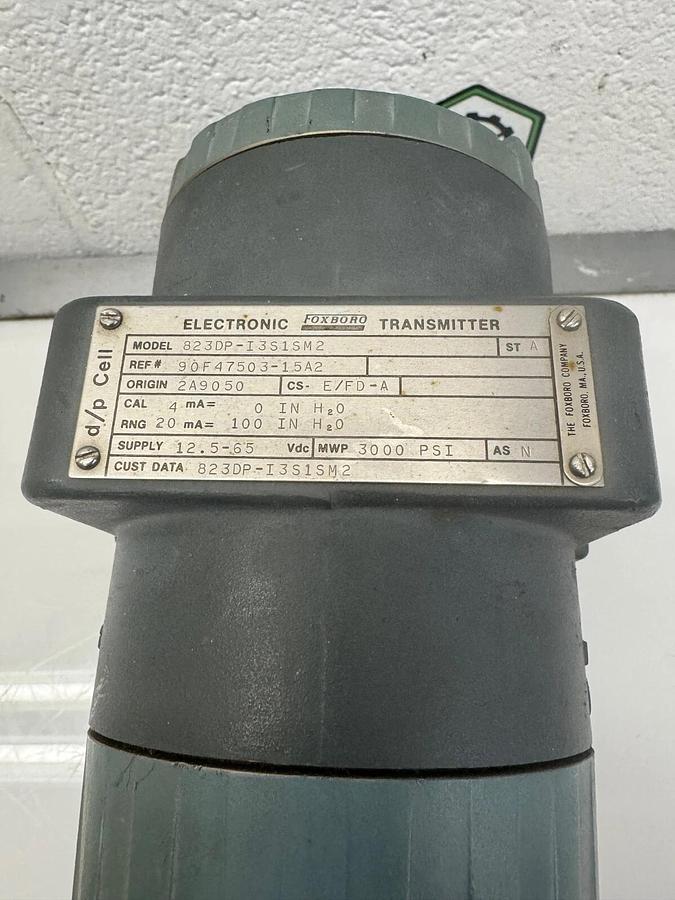 ELECTRONIC FOXBORO TRANSMITTER
d/p Cell
MODEL 823DP-I3S1SM2 ST A
REF# 90F47503-15A2
ORIGIN 2A9050 CS- E/FD-A
CAL 4 mA= 0 IN H₂O
RNG 20 mA= 100 IN H₂O
SUPPLY 12.5-65 Vdc MWP 3000 PSI AS N
CUST DATA 823DP-I3S1SM2
THE FOXBORO COMPANY
FOXBORO, MA, U.S.A.